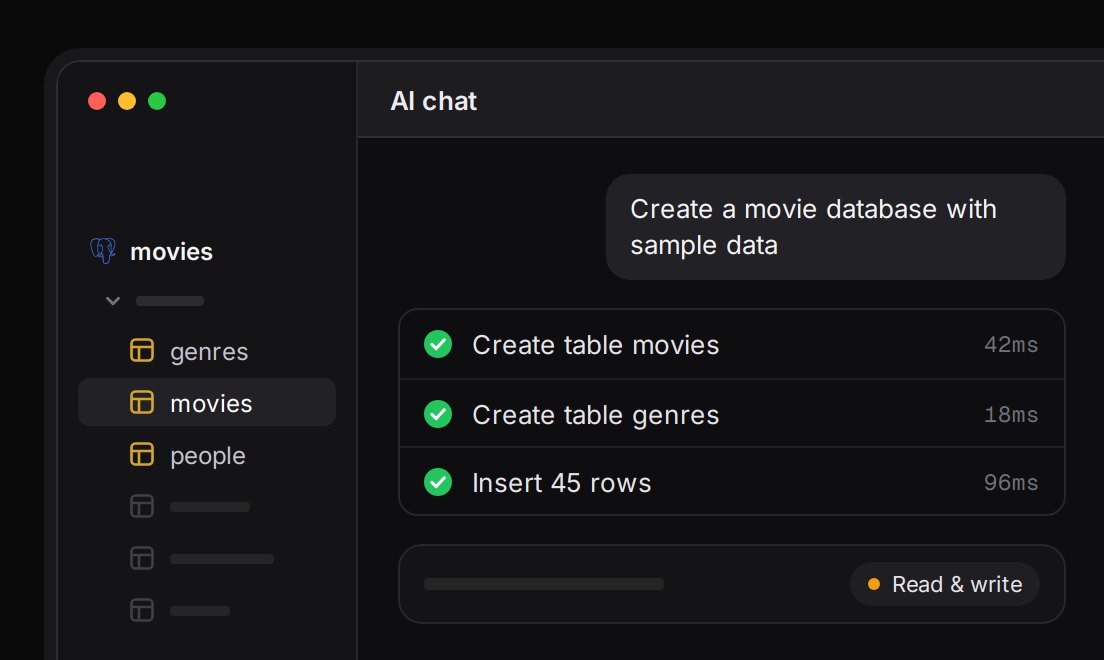 AI chat
movies
genres
movies
people
Create a movie database with
sample data
Create table movies 42ms
Create table genres 18ms
Insert 45 rows 96ms
Read & write